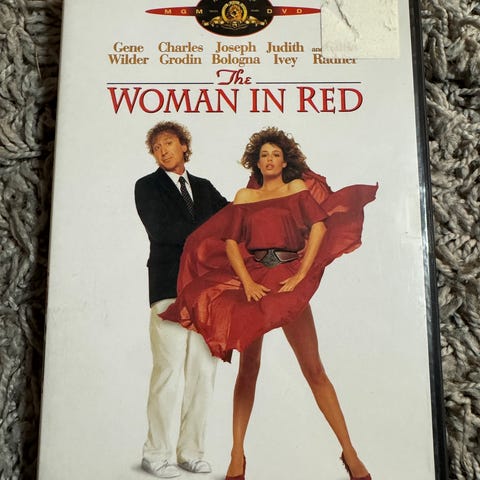 MGM DVD
Gene Charles Joseph Judith and
Wilder Grodin Bologna Ivey Radner
The
WOMAN IN RED